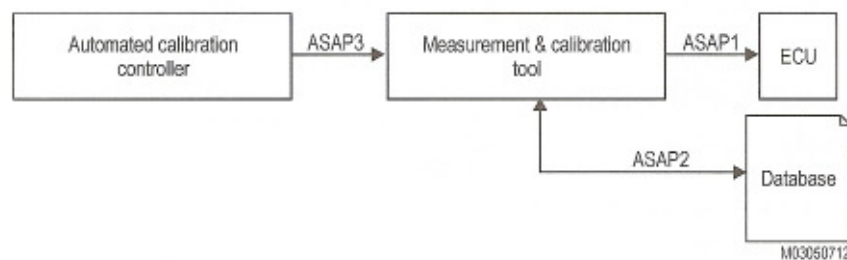 Automated calibration
controller
ASAP3
Measurement & calibration
tool
ASAP1
ECU
ASAP2
Database
M03050712